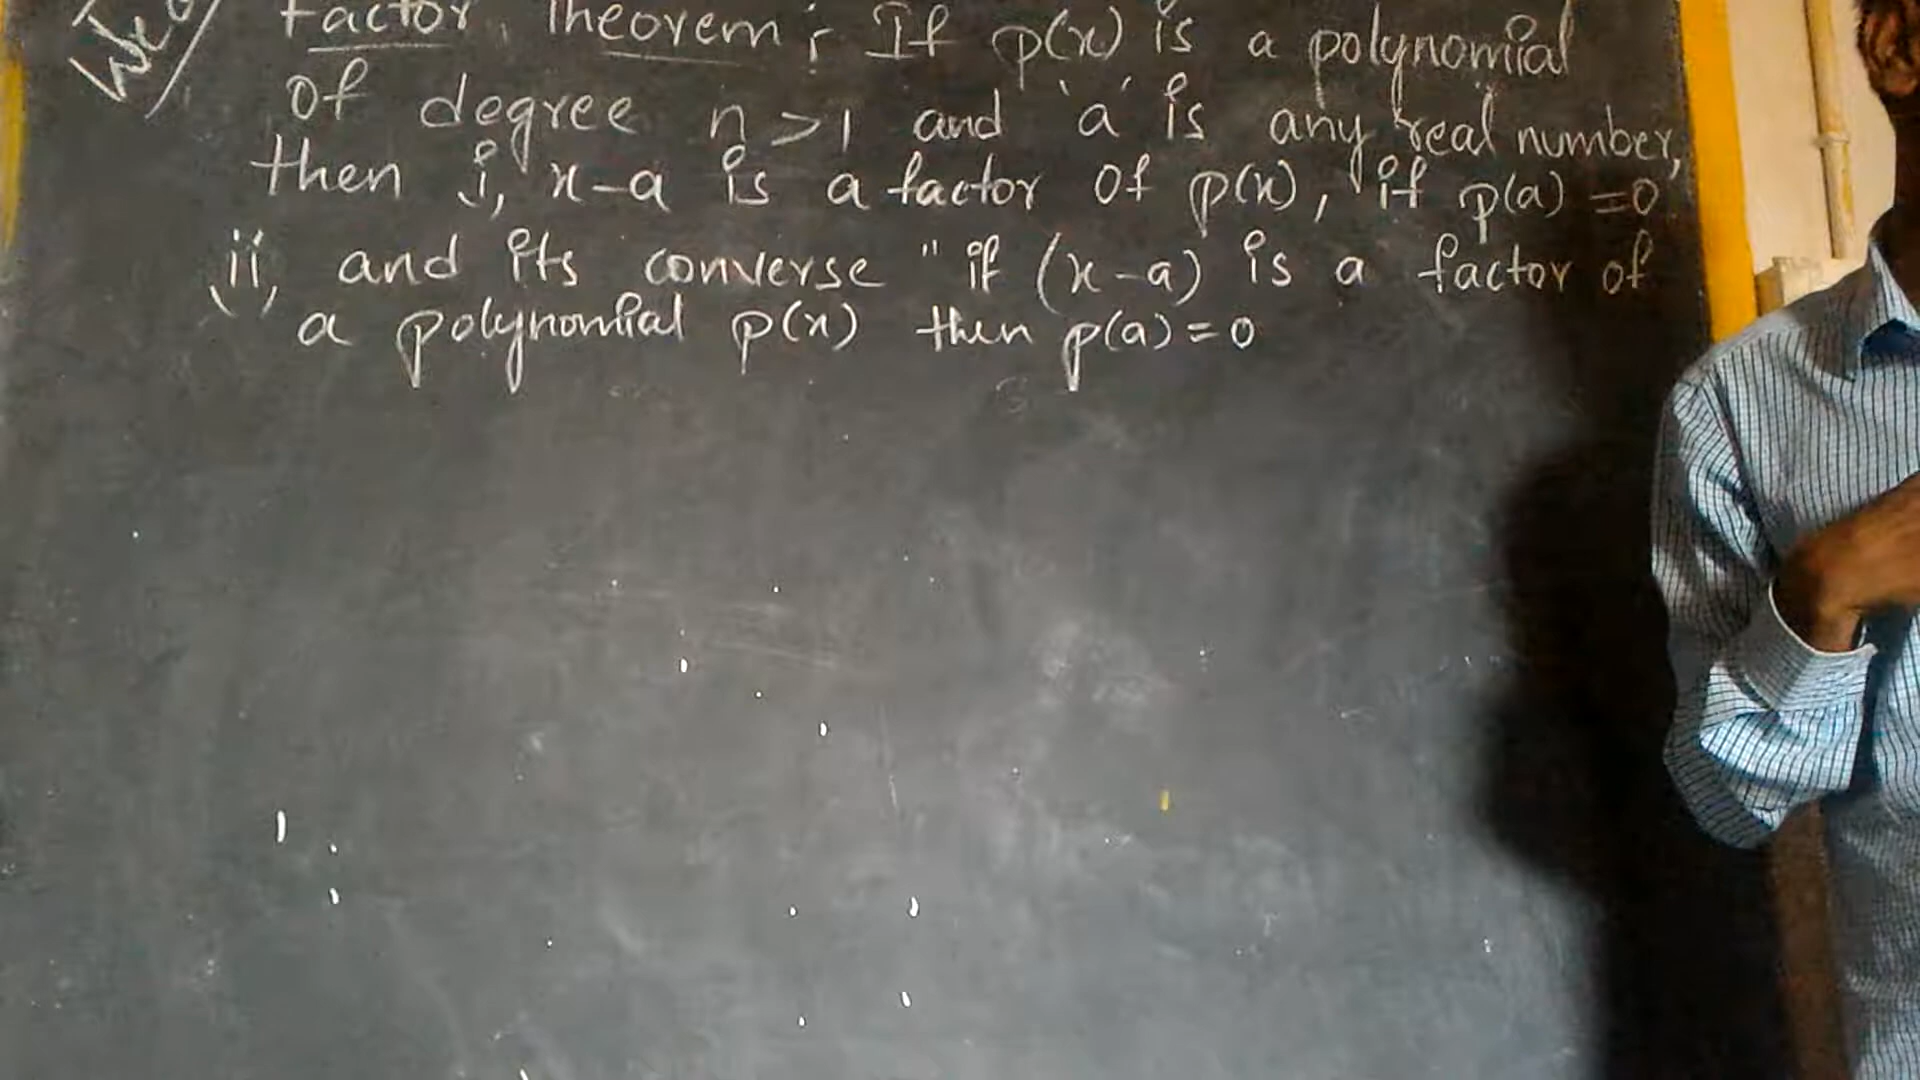 Factor Theorem : If p(x) is a polynomial
of degree n >1 and 'a' is any real number,
then i, x-a is a factor of p(x), if p(a) =0
ii, and its converse " if (x-a) is a factor of
a polynomial p(x) then p(a)=0